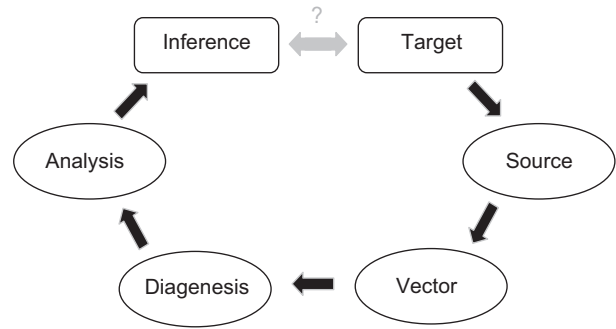 ?
Inference
Target
Analysis
Source
Diagenesis
Vector